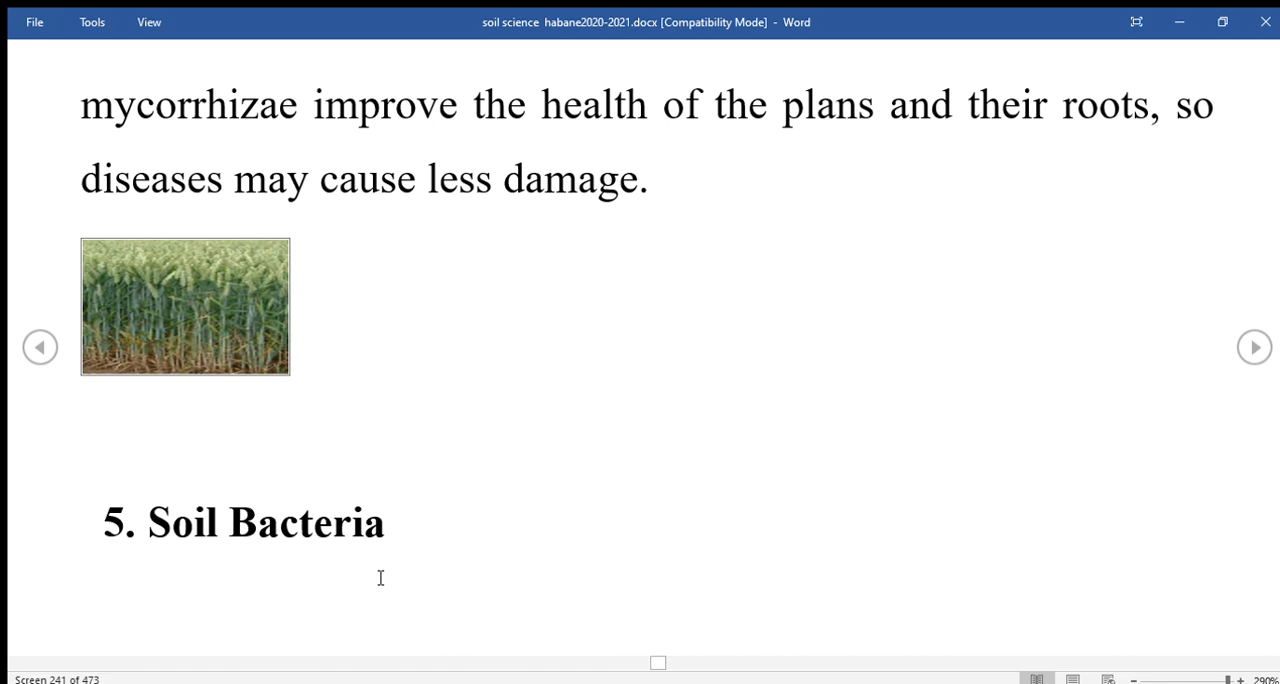 File Tools View soil science habane2020-2021.docx [Compatibility Mode] - Word
mycorrhizae improve the health of the plans and their roots, so
diseases may cause less damage.
5. Soil Bacteria
Screen 241 of 473 290%